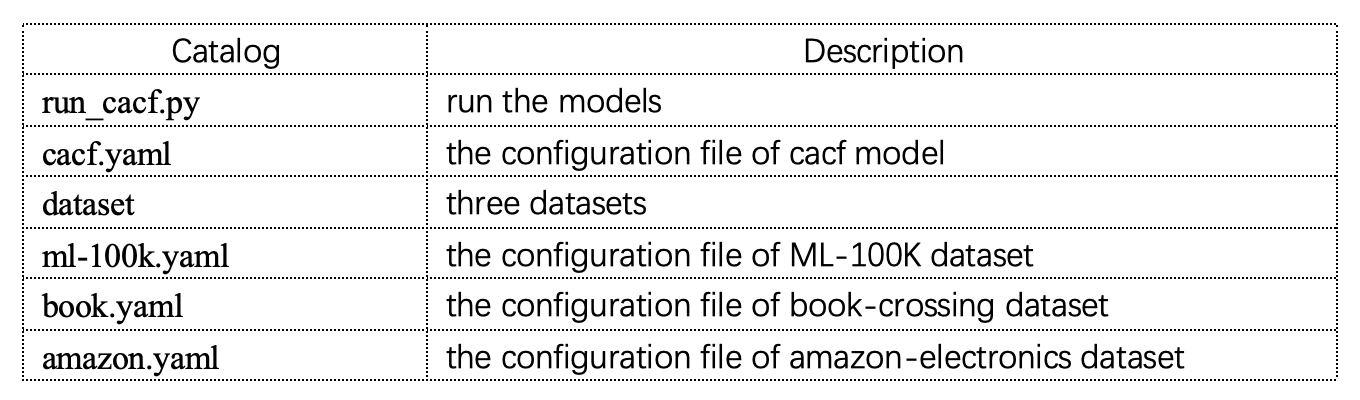 Catalog Description
run_cacf.py run the models
cacf.yaml the configuration file of cacf model
dataset three datasets
ml-100k.yaml the configuration file of ML-100K dataset
book.yaml the configuration file of book-crossing dataset
amazon.yaml the configuration file of amazon-electronics dataset